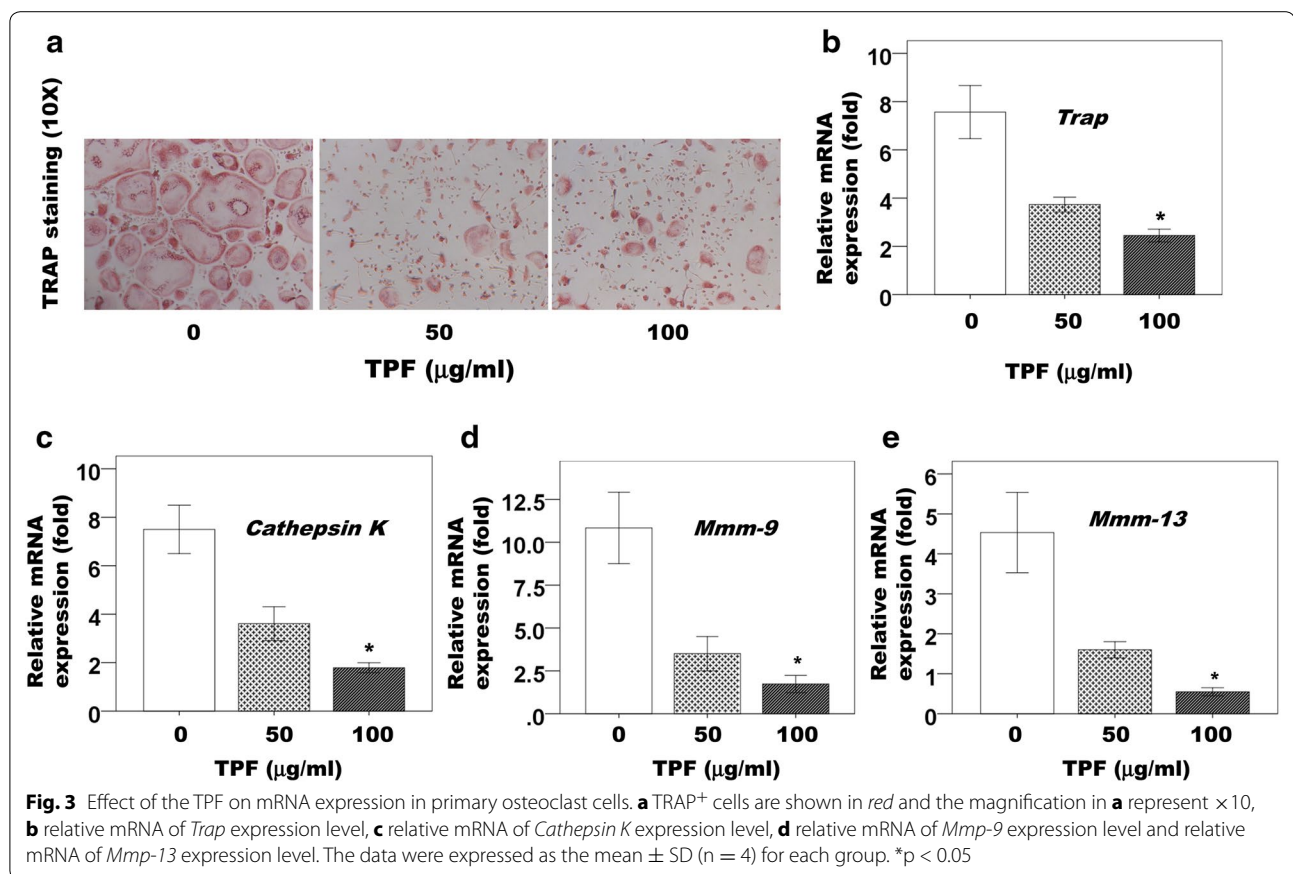 a
TRAP staining (10X)
0 50 100
TPF (µg/ml)
b
Relative mRNA
expression (fold)
10
8
6
4
2
0
Trap
*
0 50 100
TPF (µg/ml)
c
Relative mRNA
expression (fold)
10
8
6
4
2
0
Cathepsin K
*
0 50 100
TPF (µg/ml)
d
Relative mRNA
expression (fold)
12.5
10.0
7.5
5.0
2.5
.0
Mmm-9
*
0 50 100
TPF (µg/ml)
e
Relative mRNA
expression (fold)
6
5
4
3
2
1
0
Mmm-13
*
0 50 100
TPF (µg/ml)
Fig. 3 Effect of the TPF on mRNA expression in primary osteoclast cells. a TRAP+ cells are shown in red and the magnification in a represent ×10,
b relative mRNA of Trap expression level, c relative mRNA of Cathepsin K expression level, d relative mRNA of Mmp-9 expression level and relative
mRNA of Mmp-13 expression level. The data were expressed as the mean ± SD (n = 4) for each group. *p < 0.05